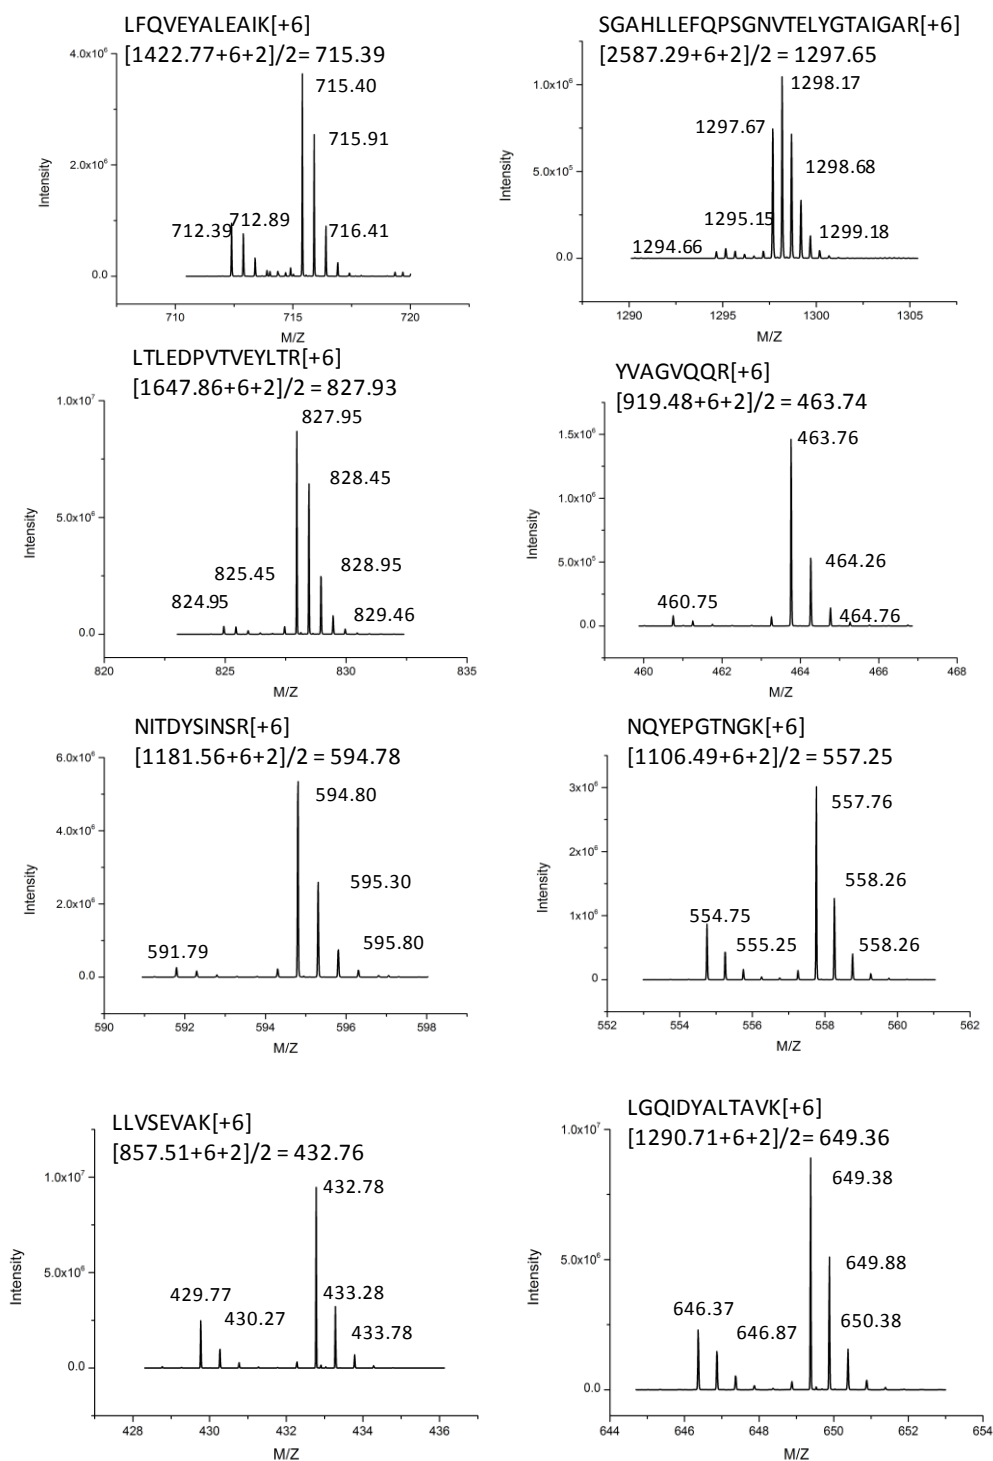 LFQVEYALEAIK[+6]
[1422.77+6+2]/2= 715.39
4.0x10⁶
2.0x10⁶
0.0
Intensity
712.39
712.89
715.40
715.91
716.41
710
715
720
M/Z
SGAHLLEFQPSGNVTELYGTAIGAR[+6]
[2587.29+6+2]/2 = 1297.65
1.0x10⁶
5.0x10⁵
0.0
Intensity
1294.66
1295.15
1297.67
1298.17
1298.68
1299.18
1290
1295
1300
1305
M/Z
LTLEDPVTVEYLTR[+6]
[1647.86+6+2]/2 = 827.93
1.0x10⁷
5.0x10⁶
0.0
Intensity
824.95
825.45
827.95
828.45
828.95
829.46
820
825
830
835
M/Z
YVAGVQQR[+6]
[919.48+6+2]/2 = 463.74
1.5x10⁶
1.0x10⁶
5.0x10⁵
0.0
Intensity
460.75
463.76
464.26
464.76
460
462
464
466
468
M/Z
NITDYSINSR[+6]
[1181.56+6+2]/2 = 594.78
6.0x10⁶
4.0x10⁶
2.0x10⁶
0.0
Intensity
591.79
594.80
595.30
595.80
590
592
594
596
598
M/Z
NQYEPGTNGK[+6]
[1106.49+6+2]/2 = 557.25
3x10⁶
2x10⁶
1x10⁶
0
Intensity
554.75
555.25
557.76
558.26
558.26
552
554
556
558
560
562
M/Z
LLVSEVAK[+6]
[857.51+6+2]/2 = 432.76
1.0x10⁷
5.0x10⁶
0.0
Intensity
429.77
430.27
432.78
433.28
433.78
428
430
432
434
436
M/Z
LGQIDYALTAVK[+6]
[1290.71+6+2]/2= 649.36
1.0x10⁷
5.0x10⁶
0.0
Intensity
646.37
646.87
649.38
649.88
650.38
644
646
648
650
652
654
M/Z